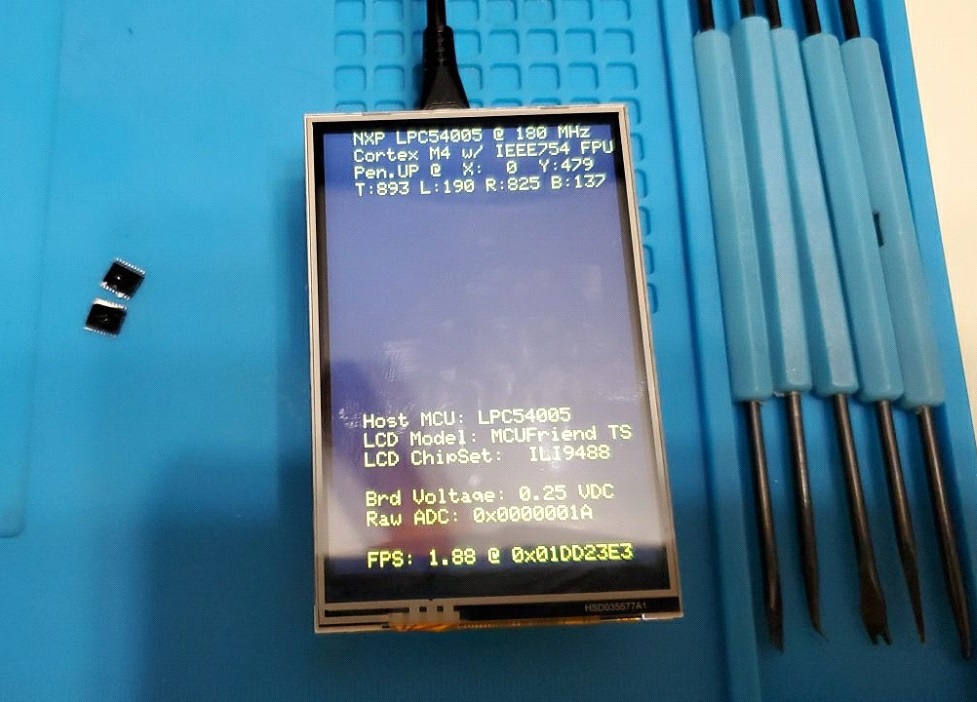 NXP LPC54005 @ 180 MHz
Cortex M4 w/ IEEE754 FPU
Pen.UP @ X: 0 Y:479
T:893 L:190 R:825 B:137
Host MCU: LPC54005
LCD Model: MCUFriend TS
LCD ChipSet: ILI9488
Brd Voltage: 0.25 VDC
Raw ADC: 0x0000001A
FPS: 1.88 @ 0x01DD23E3
HSD035577A1